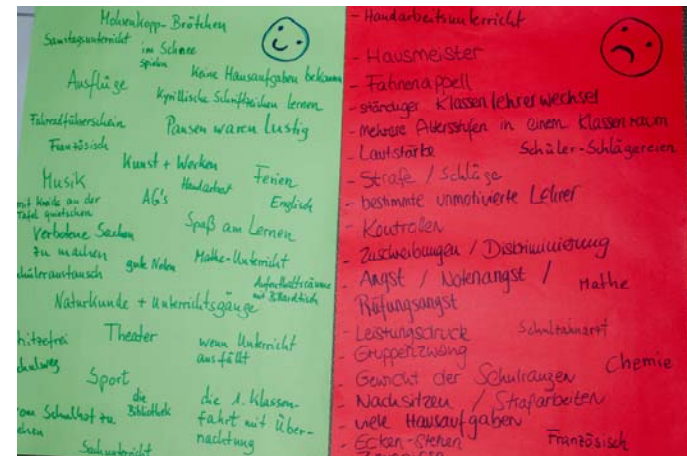 Mohrenkopp-Brötchen
Samstagsunterricht
im Schnee
spielen
Keine Hausaufgaben bekommen
Ausflüge
Kyrillische Schriftzeichen lernen
Fahrradführerschein
Pausen waren lustig
Französisch
Kunst + Werken
Musik
AG's
Handarbeit
Ferien
Englisch
mit Kreide an der
Tafel quietschen
Spaß am Lernen
Verbotene Sachen
zu machen
gute Noten
Mathe-Unterricht
Schüleraustausch
Aufenthaltsräume
mit Billardtisch
Naturkunde + Unterrichtsgänge
hitzefrei
Theater
wenn Unterricht
ausfällt
Schulweg
Sport
die
Bibliothek
die 1. Klassen-
fahrt mit Über-
nachtung
vom Schulhof zu
Sachunterricht
- Handarbeitsunterricht
- Hausmeister
- Fahnenappell
- ständiger Klassenlehrerwechsel
- mehrere Altersstufen in einem Klassenraum
- Lautstärke Schüler-Schlägereien
- Strafe / Schläge
- bestimmte unmotivierte Lehrer
- Kontrollen
- Zuschreibungen / Diskriminierung
- Angst / Notenangst / Mathe
Prüfungsangst
- Leistungsdruck Schulzahnarzt
- Gruppenzwang
- Gewicht der Schulranzen Chemie
- Nachsitzen / Strafarbeiten
- viele Hausaufgaben
- Ecken-Stehen Französisch